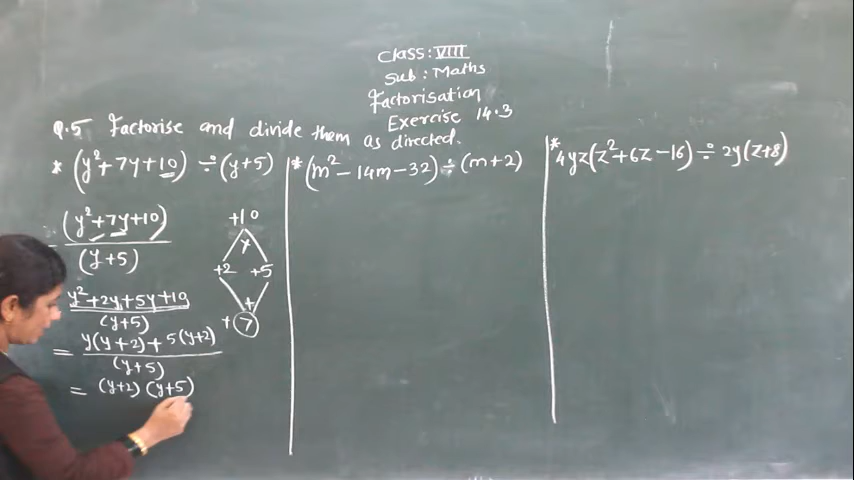 Class: VIII
Sub: Maths
Factorisation
Exercise 14.3
Q.5 Factorise and divide them as directed.
* (y²+7y+10) ÷ (y+5)
(y²+7y+10)
(y+5)
y²+2y+5y+10
(y+5)
= y(y+2)+5(y+2)
(y+5)
= (y+2) (y+5)
+10
×
+2 +5
+
+ 7
* (m²-14m-32) ÷ (m+2)
* 4yz(z²+6z-16) ÷ 2y(z+8)